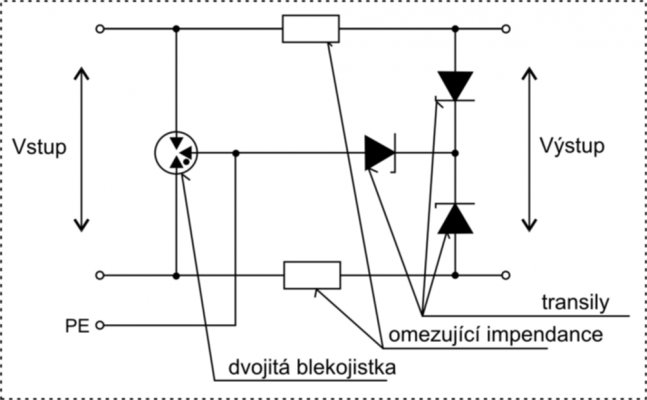 Vstup
Výstup
transily
PE
omezující impendance
dvojitá blekojistka